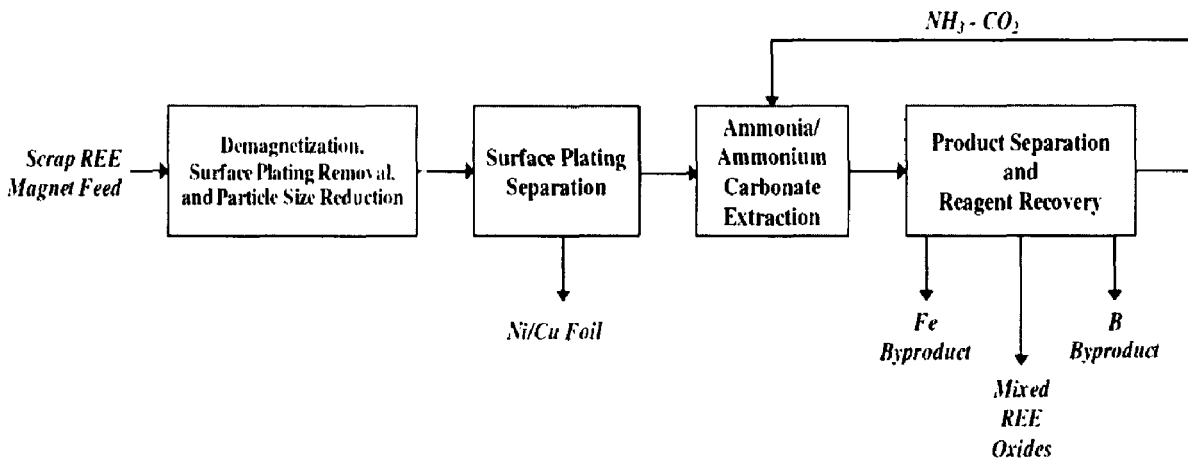 NH₃ - CO₂
Scrap REE
Magnet Feed
Demagnetization,
Surface Plating Removal,
and Particle Size Reduction
Surface Plating
Separation
Ammonia/
Ammonium
Carbonate
Extraction
Product Separation
and
Reagent Recovery
Ni/Cu Foil
Fe
Byproduct
Mixed
REE
Oxides
B
Byproduct